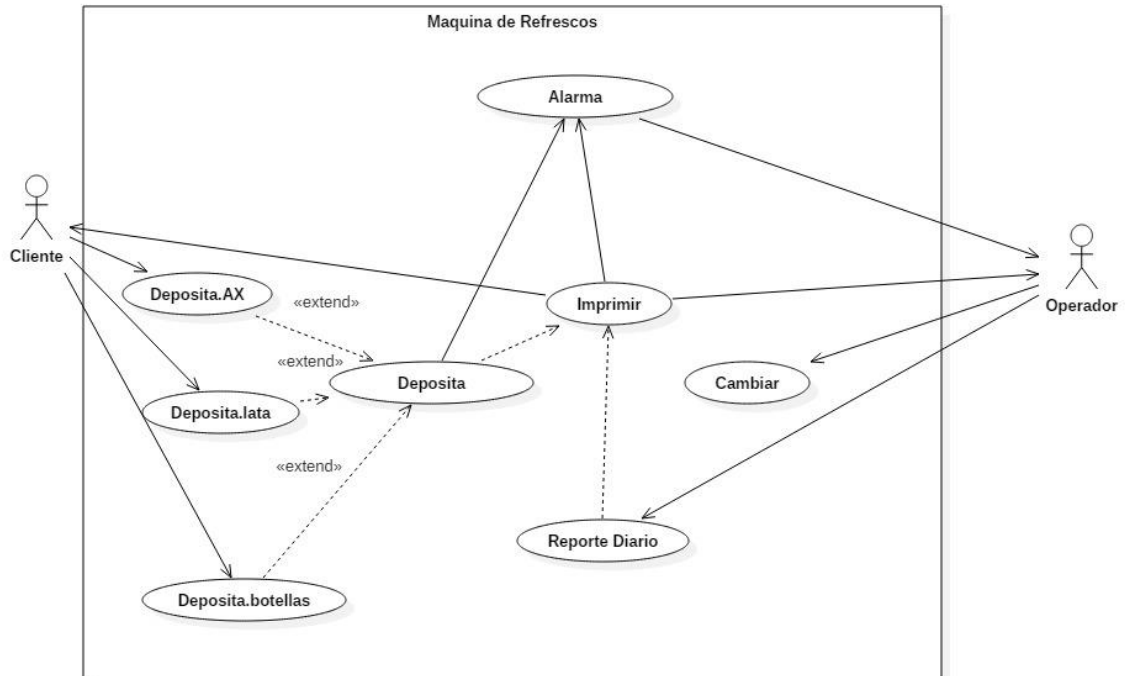 Maquina de Refrescos
Alarma
Cliente
Deposita.AX
«extend»
Imprimir
Operador
«extend»
Deposita
Cambiar
Deposita.lata
«extend»
Reporte Diario
Deposita.botellas